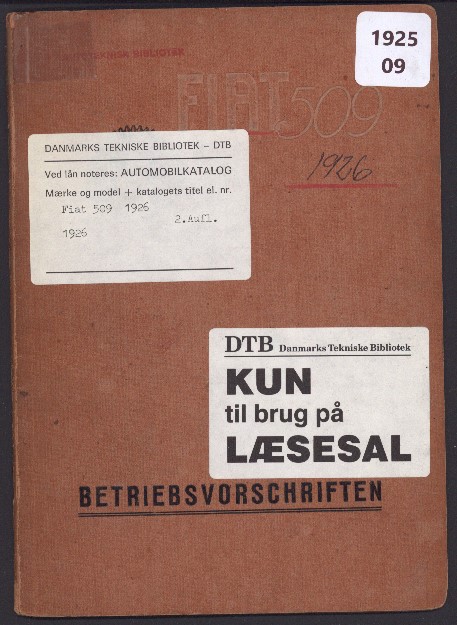 1925
09
TEKNISK BIBLIOTEK
FIAT 509
1926
DANMARKS TEKNISKE BIBLIOTEK – DTB
Ved lån noteres: AUTOMOBILKATALOG
Mærke og model + katalogets titel el. nr.
Fiat 509 1926
2.Aufl.
1926
DTB Danmarks Tekniske Bibliotek
KUN
til brug på
LÆSESAL
BETRIEBSVORSCHRIFTEN